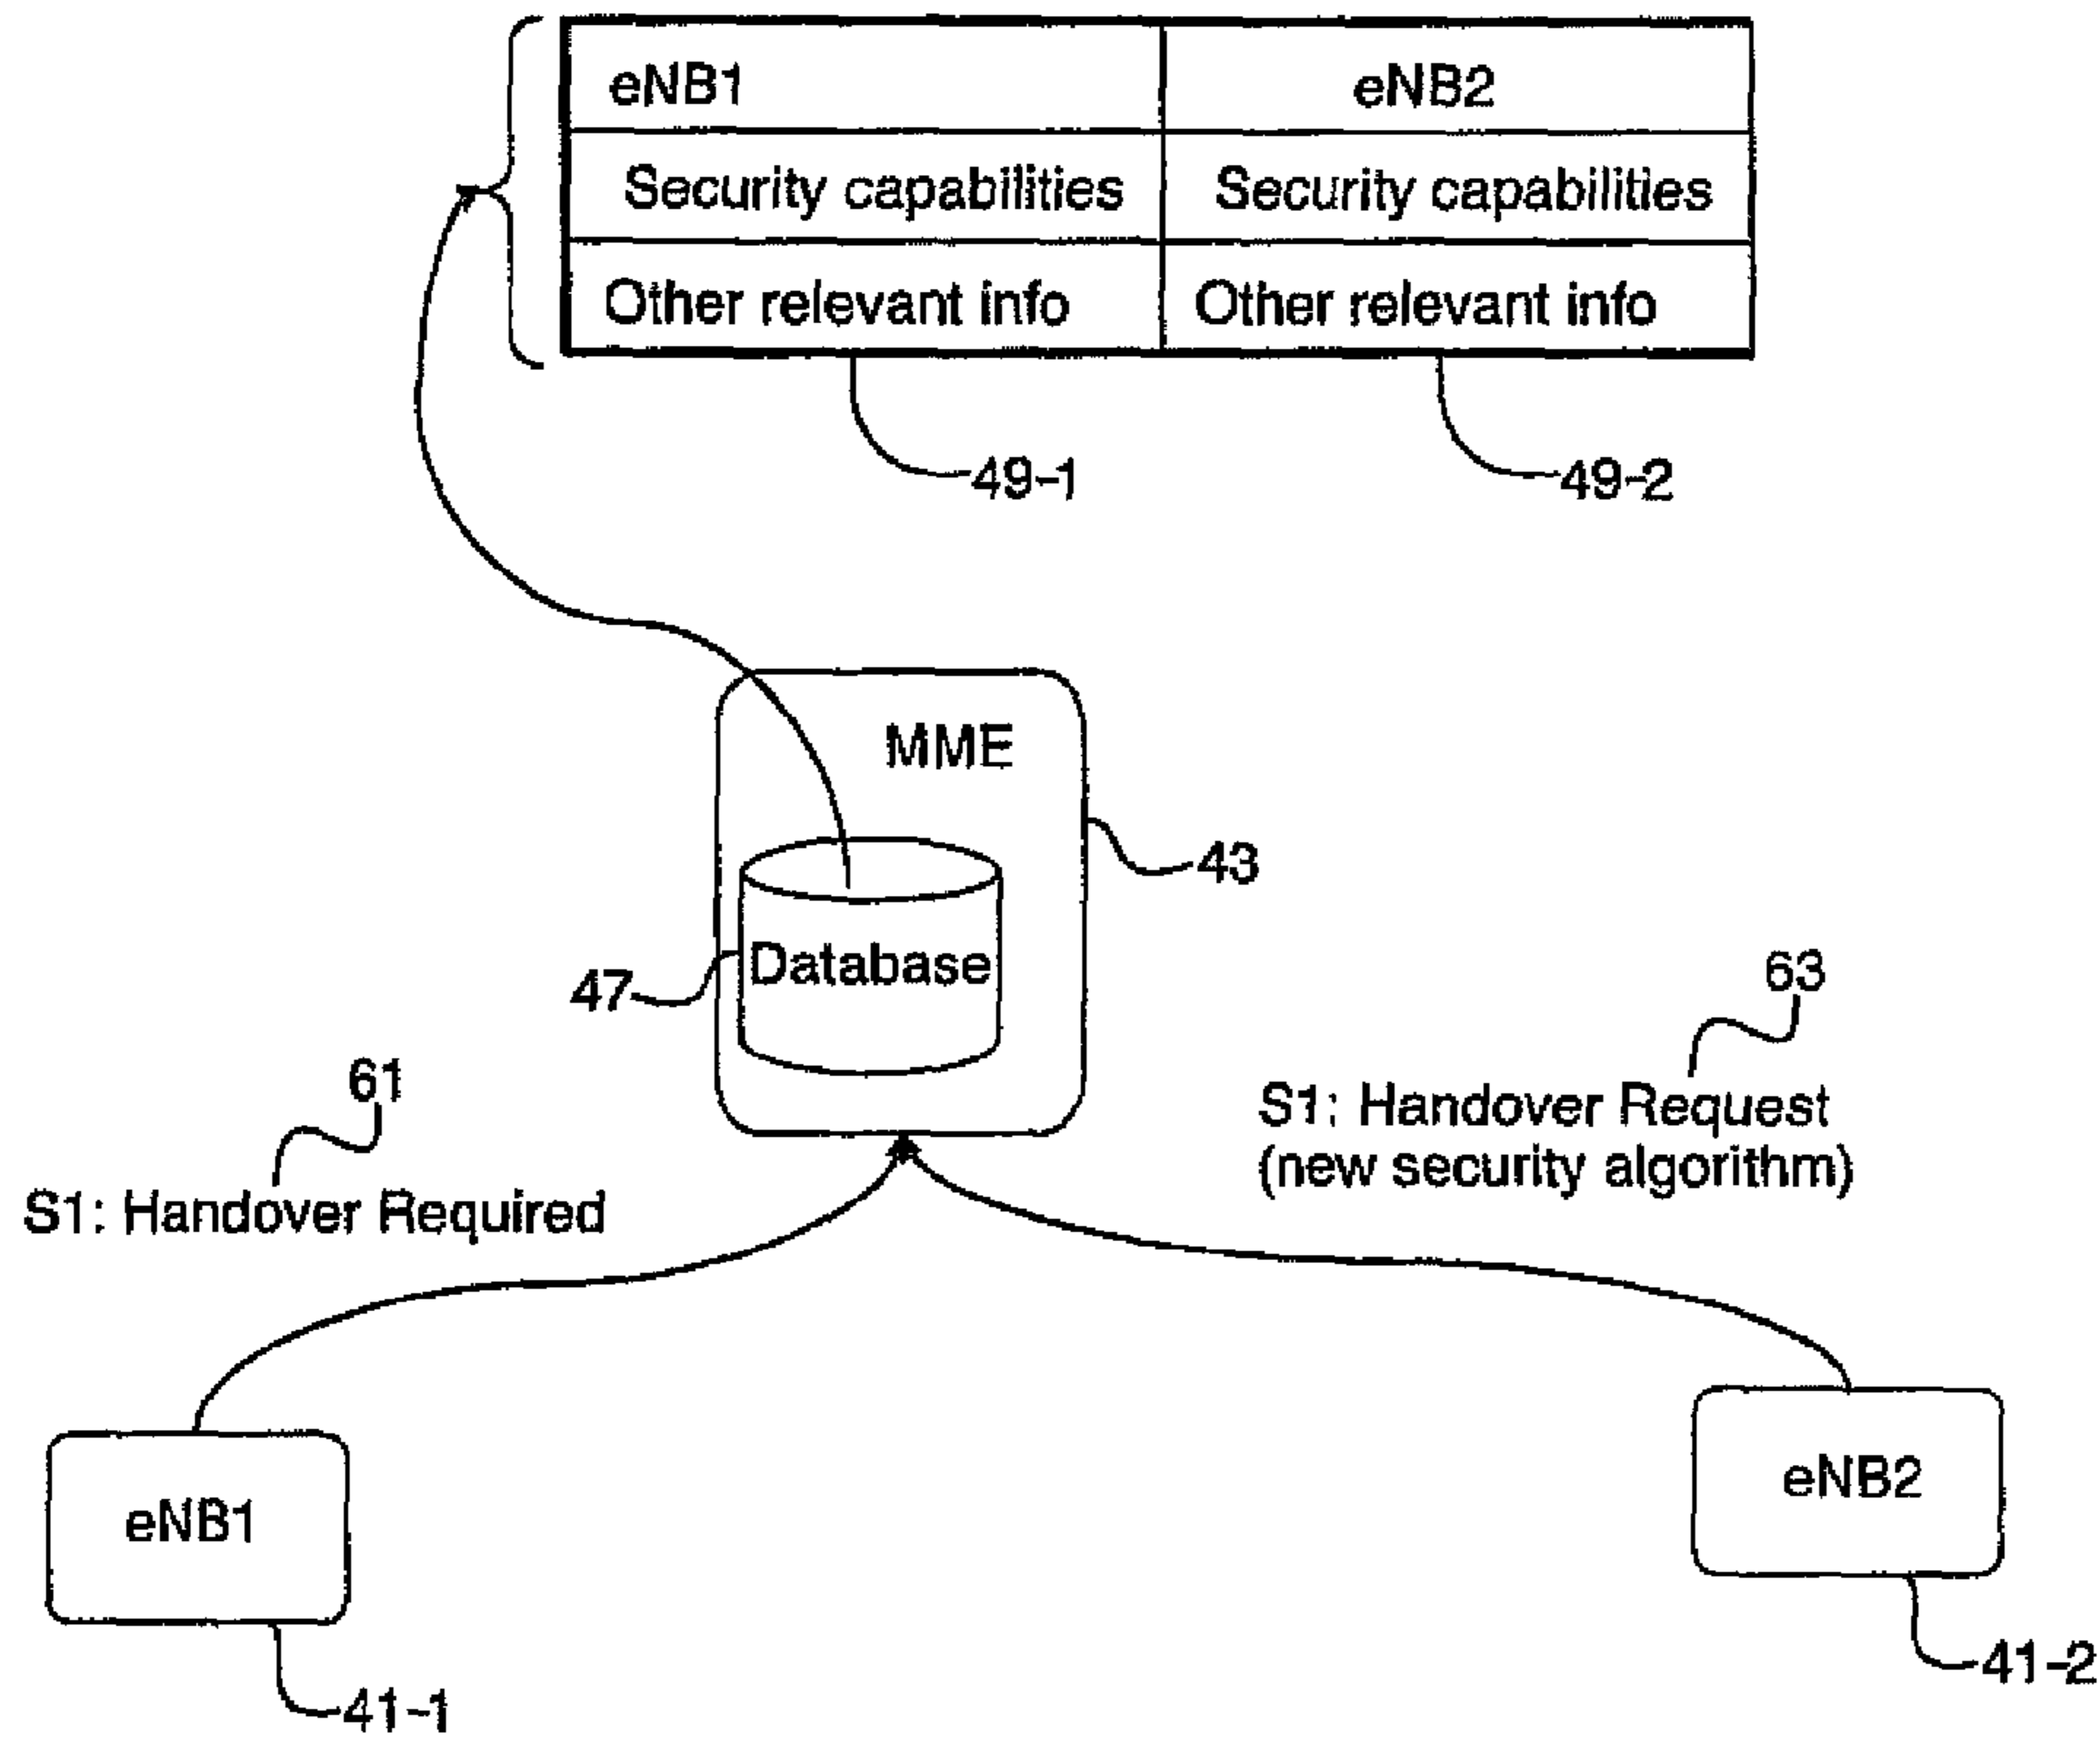 eNB1 eNB2
Security capabilities Security capabilities
Other relevant info Other relevant info
49-1 49-2
MME
43
Database
47
63
61
S1: Handover Request
(new security algorithm)
S1: Handover Required
eNB1
eNB2
41-1
41-2